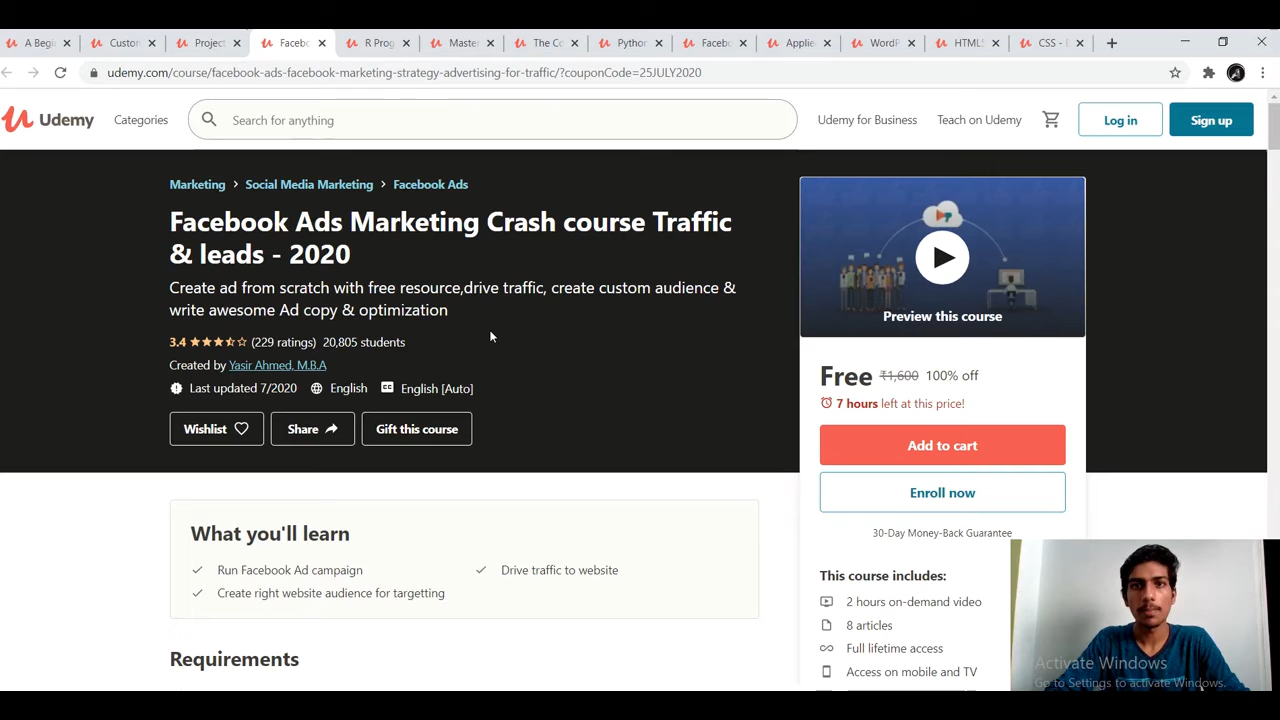 A Begi
Custon
Project
Facebo
R Prog
Master
The Co
Python
Facebo
Applie
WordP
HTML5
CSS - B
udemy.com/course/facebook-ads-facebook-marketing-strategy-advertising-for-traffic/?couponCode=25JULY2020
Udemy
Categories
Search for anything
Udemy for Business
Teach on Udemy
Log in
Sign up
Marketing > Social Media Marketing > Facebook Ads
Facebook Ads Marketing Crash course Traffic
& leads - 2020
Create ad from scratch with free resource,drive traffic, create custom audience &
write awesome Ad copy & optimization
3.4 (229 ratings) 20,805 students
Created by Yasir Ahmed, M.B.A
Last updated 7/2020 English English [Auto]
Wishlist
Share
Gift this course
Preview this course
Free ₹1,600 100% off
7 hours left at this price!
Add to cart
Enroll now
30-Day Money-Back Guarantee
What you'll learn
Run Facebook Ad campaign
Drive traffic to website
Create right website audience for targetting
Requirements
This course includes:
2 hours on-demand video
8 articles
Full lifetime access
Access on mobile and TV
Activate Windows
Go to Settings to activate Windows.